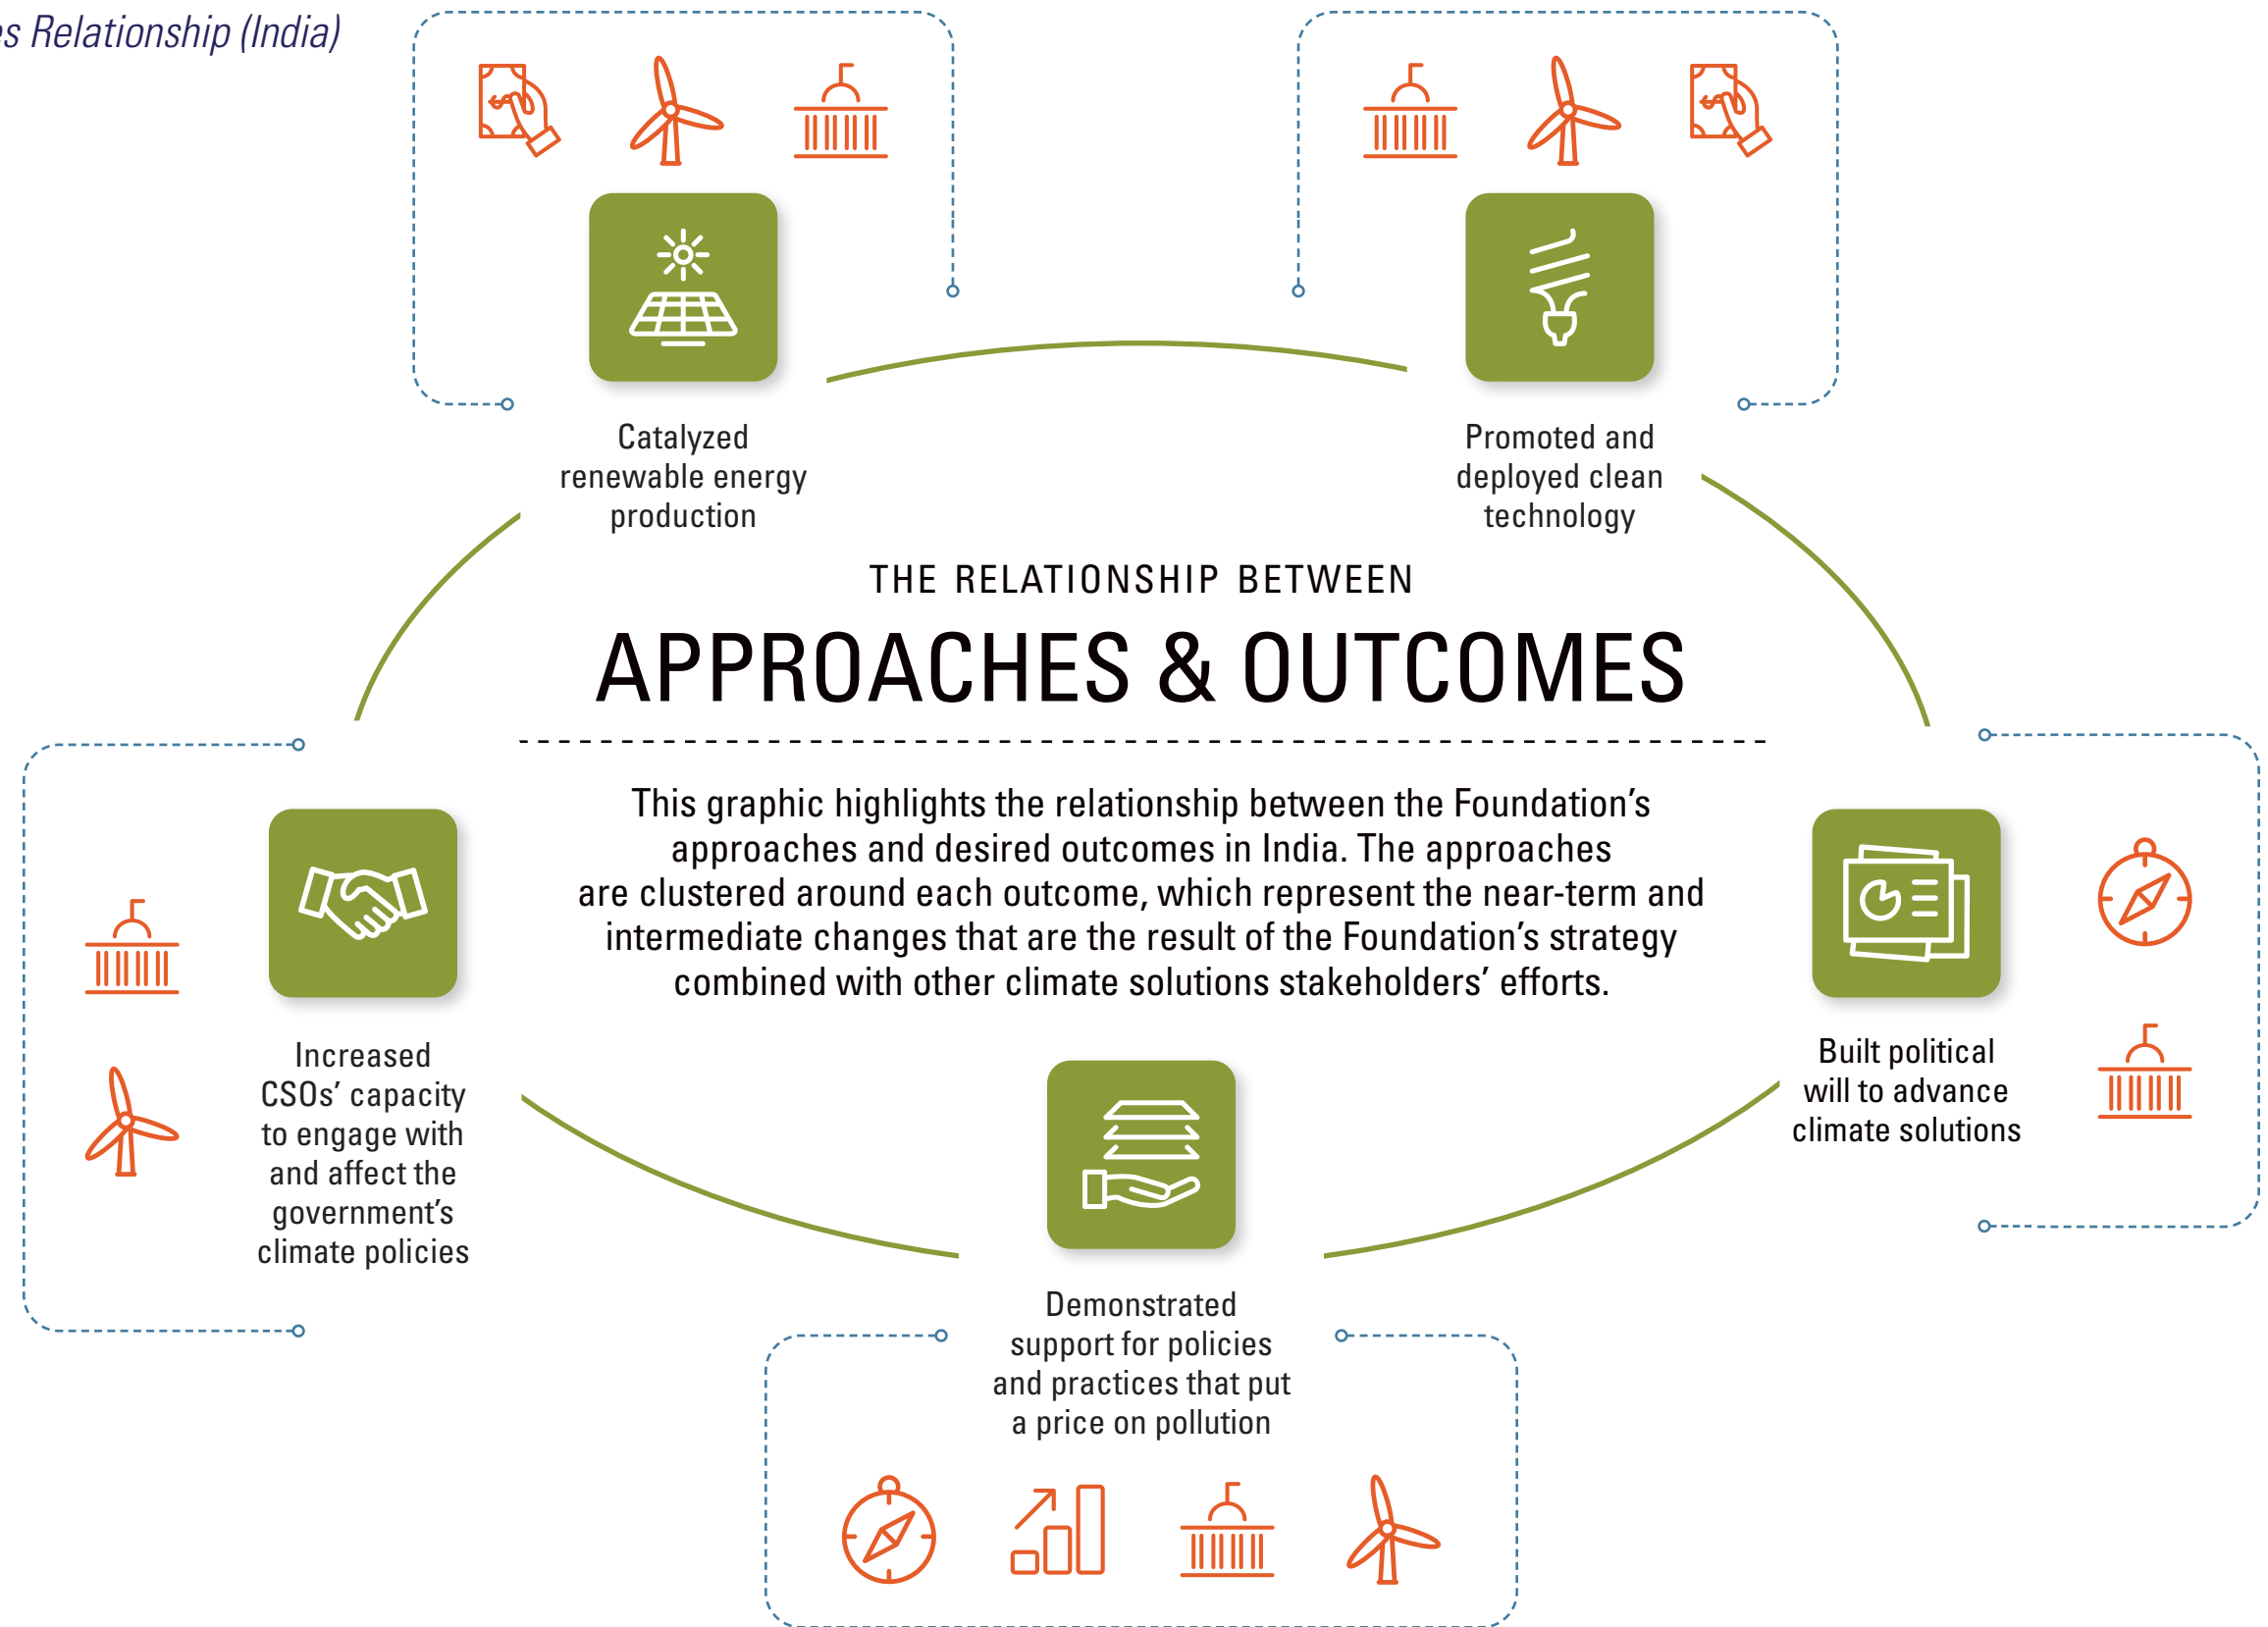 Relationship (India)
Catalyzed
renewable energy
production
Promoted and
deployed clean
technology
THE RELATIONSHIP BETWEEN
APPROACHES & OUTCOMES
This graphic highlights the relationship between the Foundation’s
approaches and desired outcomes in India. The approaches
are clustered around each outcome, which represent the near-term and
intermediate changes that are the result of the Foundation’s strategy
combined with other climate solutions stakeholders’ efforts.
Increased
CSOs’ capacity
to engage with
and affect the
government’s
climate policies
Built political
will to advance
climate solutions
Demonstrated
support for policies
and practices that put
a price on pollution